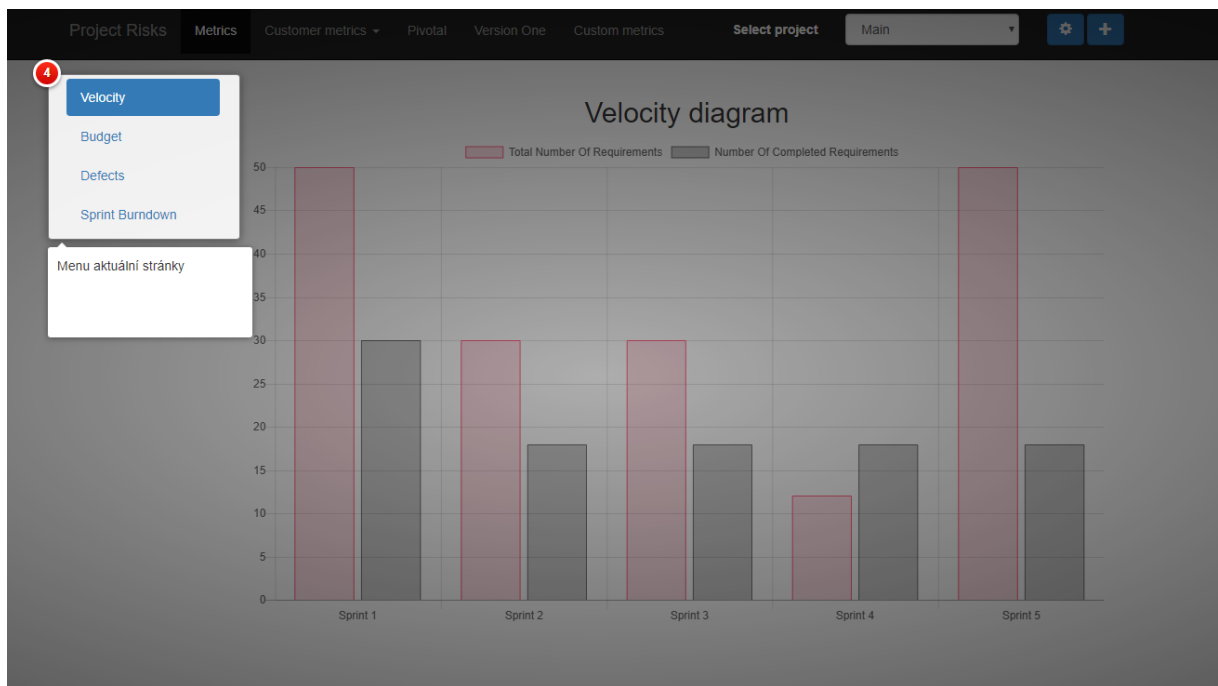 Project Risks Metrics Customer metrics Pivotal Version One Custom metrics Select project Main
4
Velocity
Budget
Defects
Sprint Burndown
Menu aktuální stránky
Velocity diagram
Total Number Of Requirements Number Of Completed Requirements
50
45
40
35
30
25
20
15
10
5
0
Sprint 1 Sprint 2 Sprint 3 Sprint 4 Sprint 5